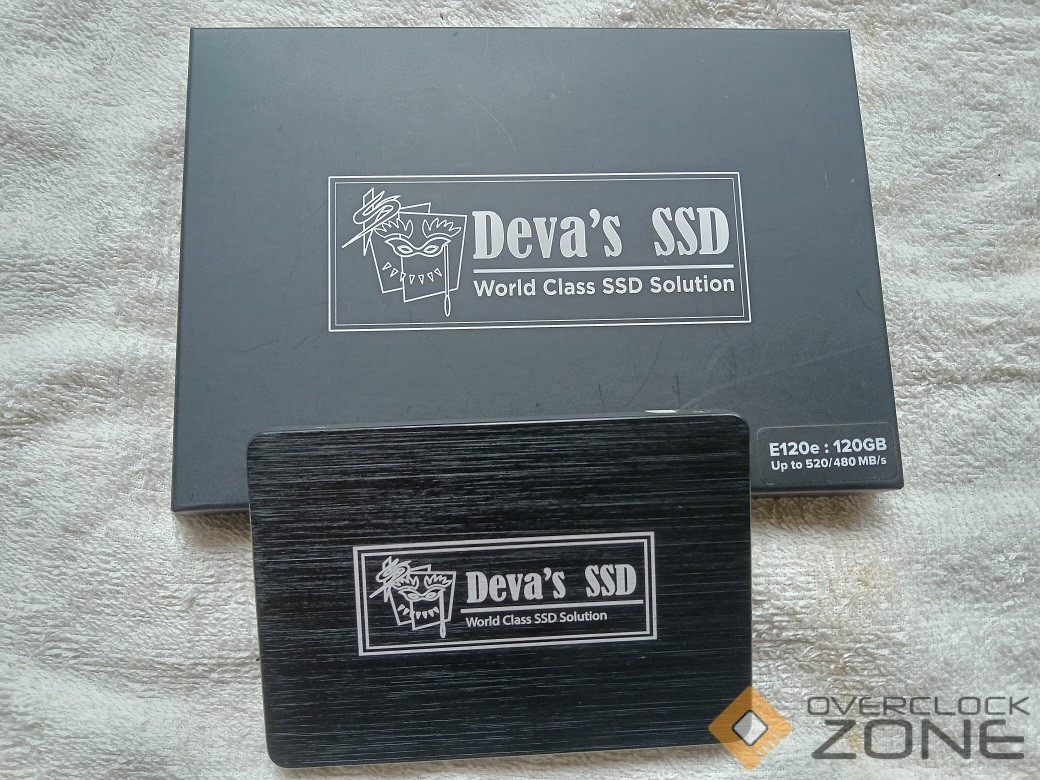 Deva's SSD
World Class SSD Solution
E120e : 120GB
Up to 520/480 MB/s
Deva's SSD
World Class SSD Solution
OVERCLOCK
ZONE